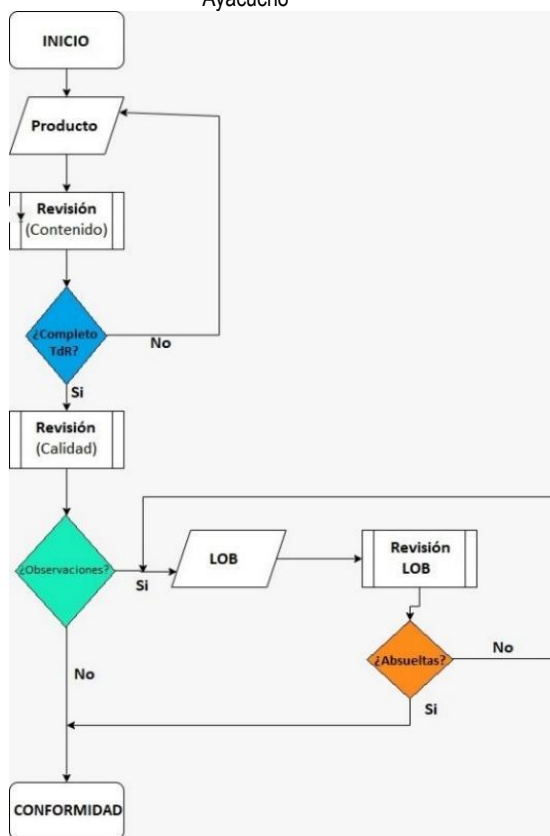 Ayacucho
INICIO
Producto
Revisión
(Contenido)
¿Completo
TdR?
No
Si
Revisión
(Calidad)
¿Observaciones?
Si
LOB
Revisión
LOB
¿Absueltas?
No
No
Si
CONFORMIDAD